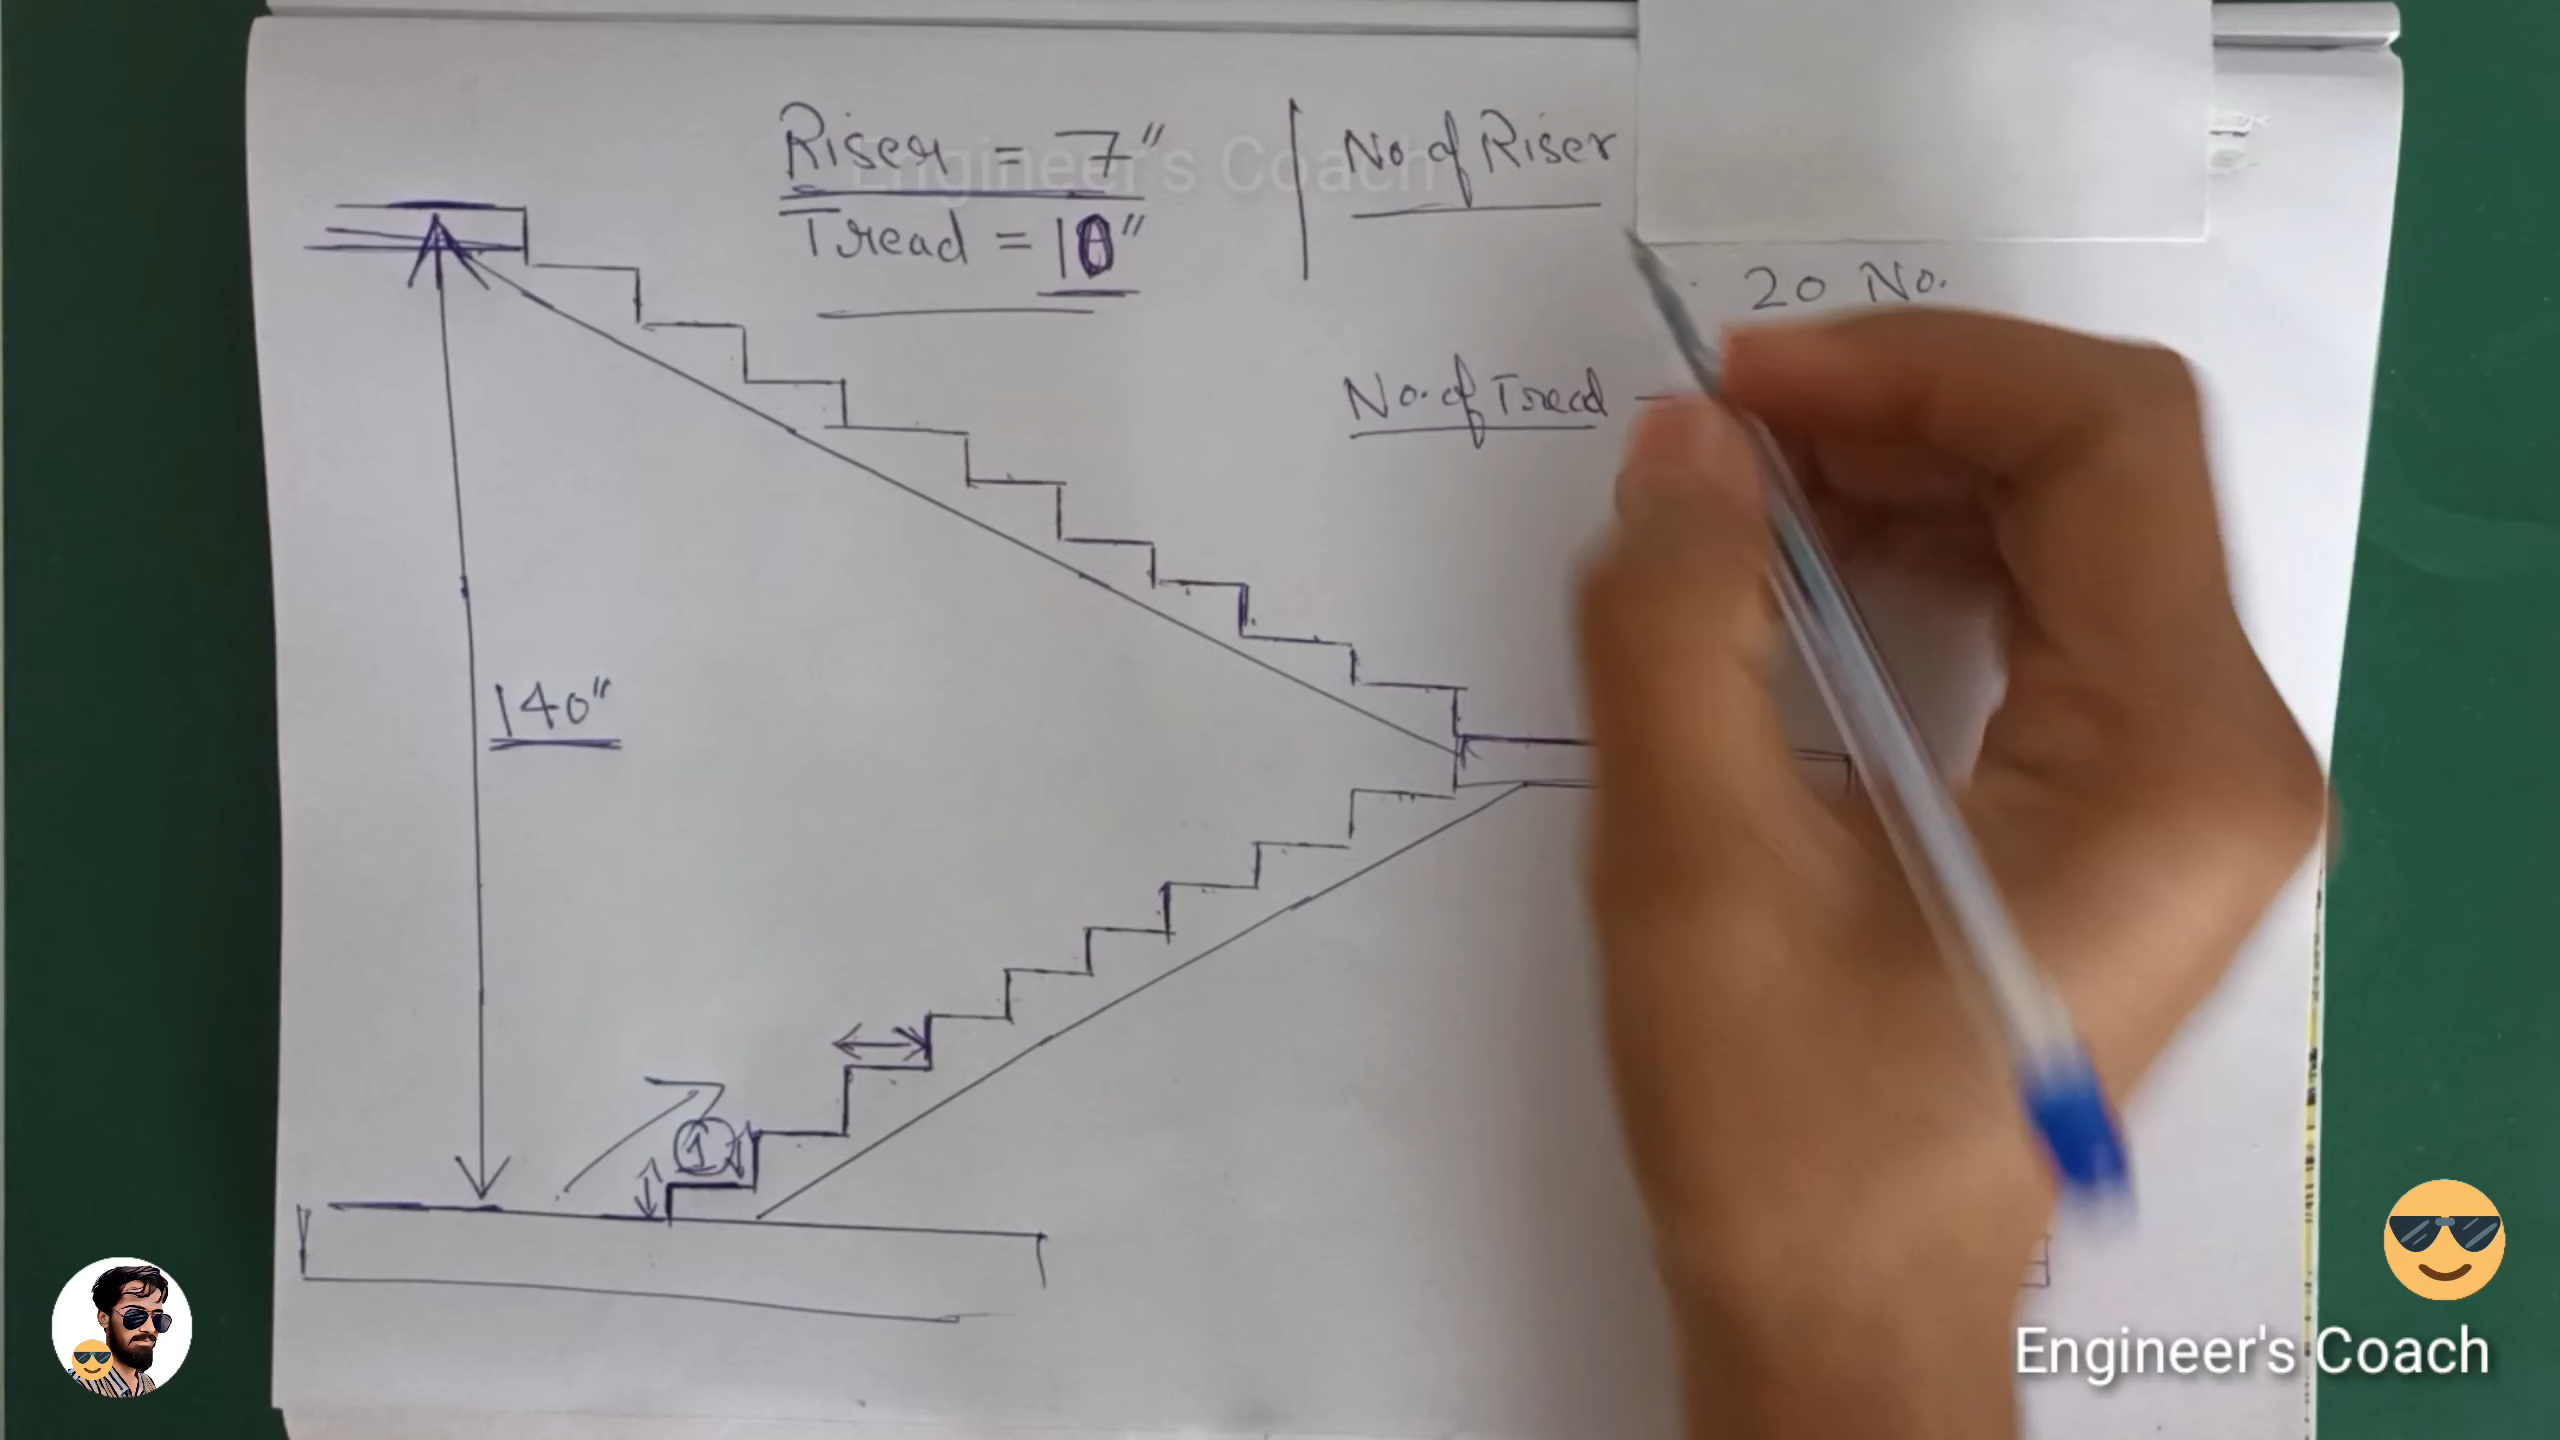 Riser = 7"
Tread = 10"
No. of Riser
20 No.
No. of Tread
140"
1
Engineer's Coach
Engineer's Coach